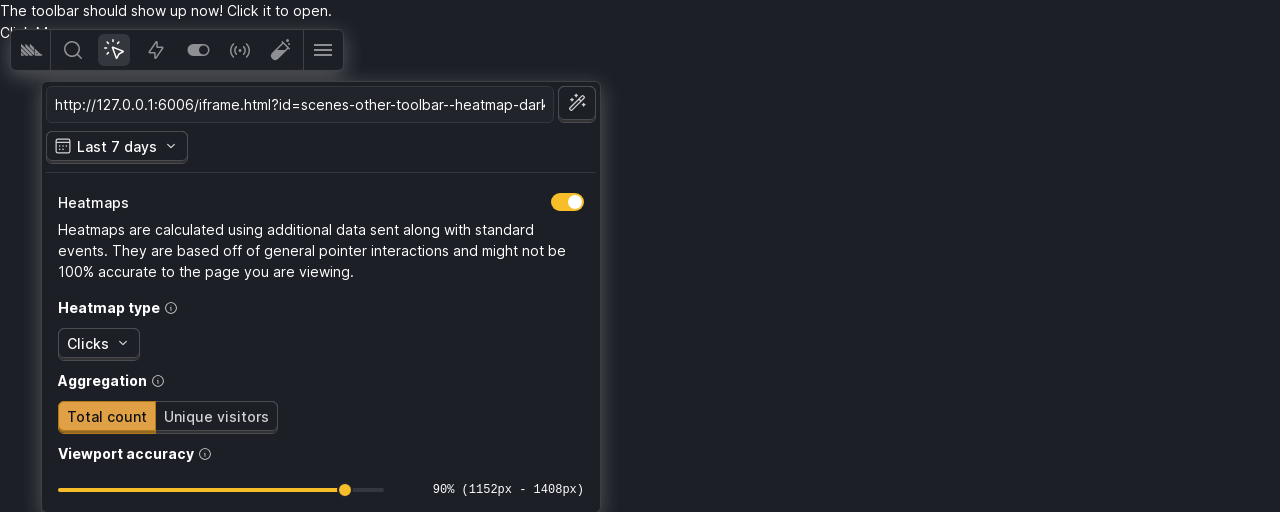 The toolbar should show up now! Click it to open.
http://127.0.0.1:6006/iframe.html?id=scenes-other-toolbar--heatmap-dark
Last 7 days
Heatmaps
Heatmaps are calculated using additional data sent along with standard
events. They are based off of general pointer interactions and might not be
100% accurate to the page you are viewing.
Heatmap type
Clicks
Aggregation
Total count Unique visitors
Viewport accuracy
90% (1152px - 1408px)